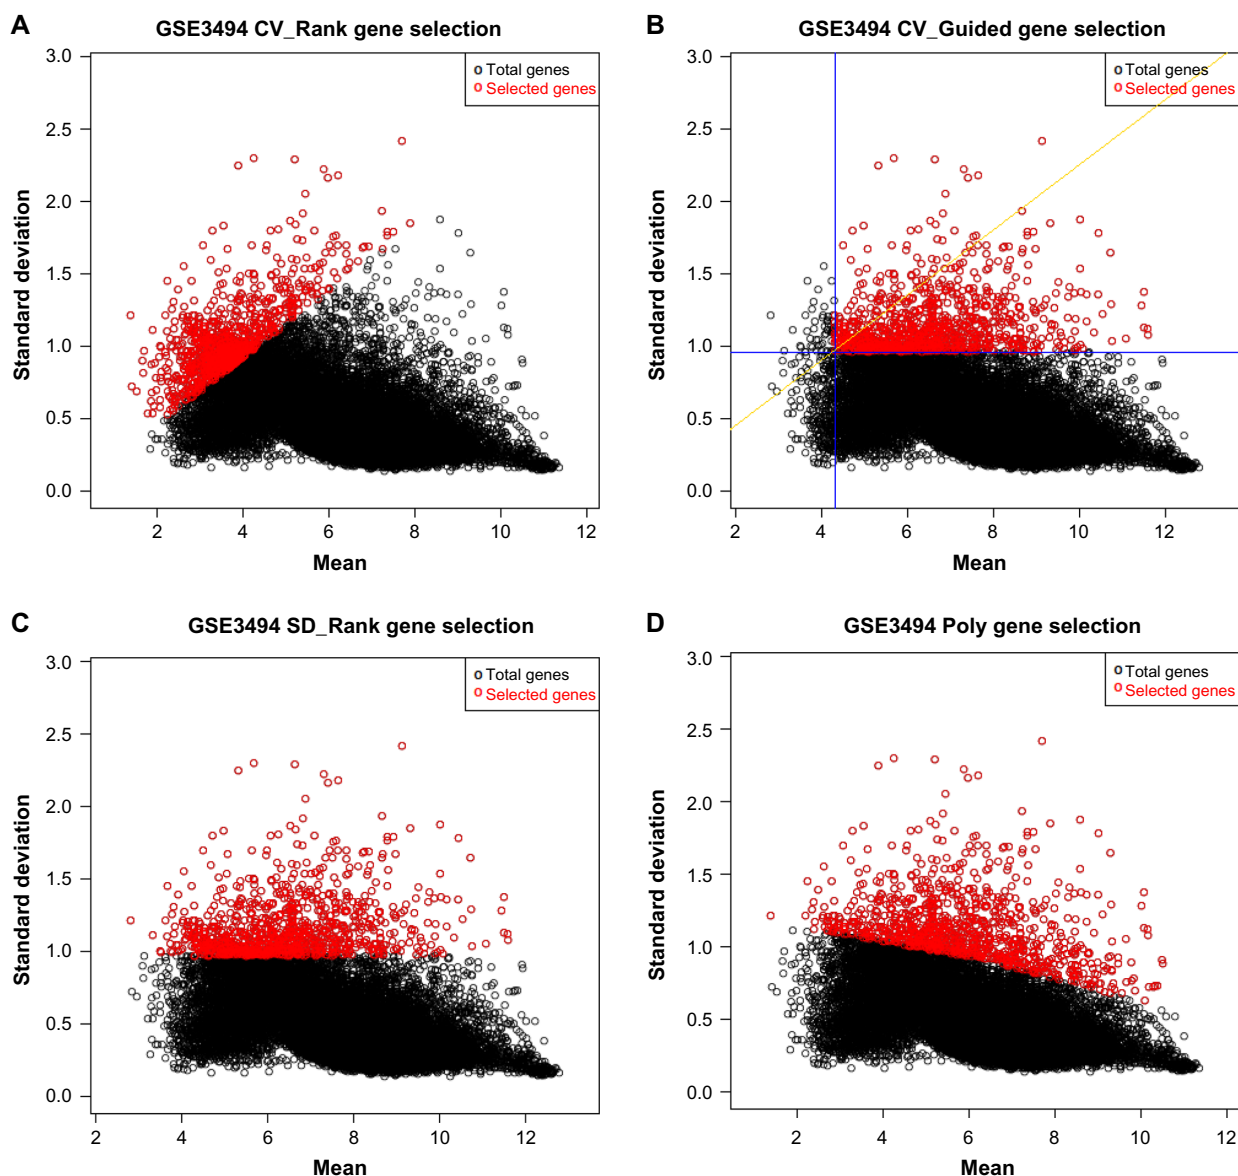 A
GSE3494 CV_Rank gene selection
3.0
2.5
2.0
1.5
1.0
0.5
0.0
Standard deviation
o Total genes
o Selected genes
2 4 6 8 10 12
Mean
B
GSE3494 CV_Guided gene selection
3.0
2.5
2.0
1.5
1.0
0.5
0.0
Standard deviation
o Total genes
o Selected genes
2 4 6 8 10 12
Mean
C
GSE3494 SD_Rank gene selection
3.0
2.5
2.0
1.5
1.0
0.5
0.0
Standard deviation
o Total genes
o Selected genes
2 4 6 8 10 12
Mean
D
GSE3494 Poly gene selection
3.0
2.5
2.0
1.5
1.0
0.5
0.0
Standard deviation
o Total genes
o Selected genes
2 4 6 8 10 12
Mean